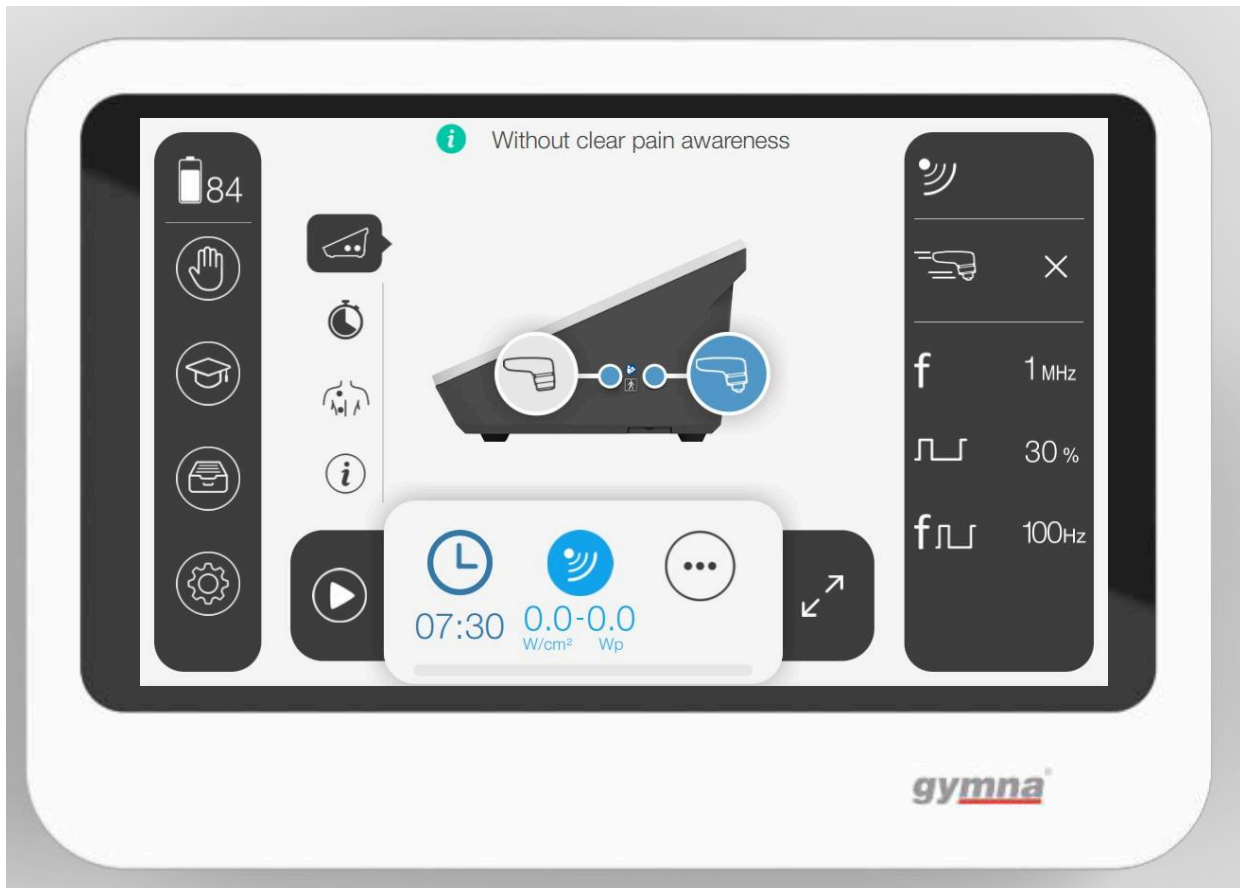 Without clear pain awareness
84
1 MHz
f
30 %
f
100Hz
07:30
0.0-0.0
W/cm² Wp
gymna®